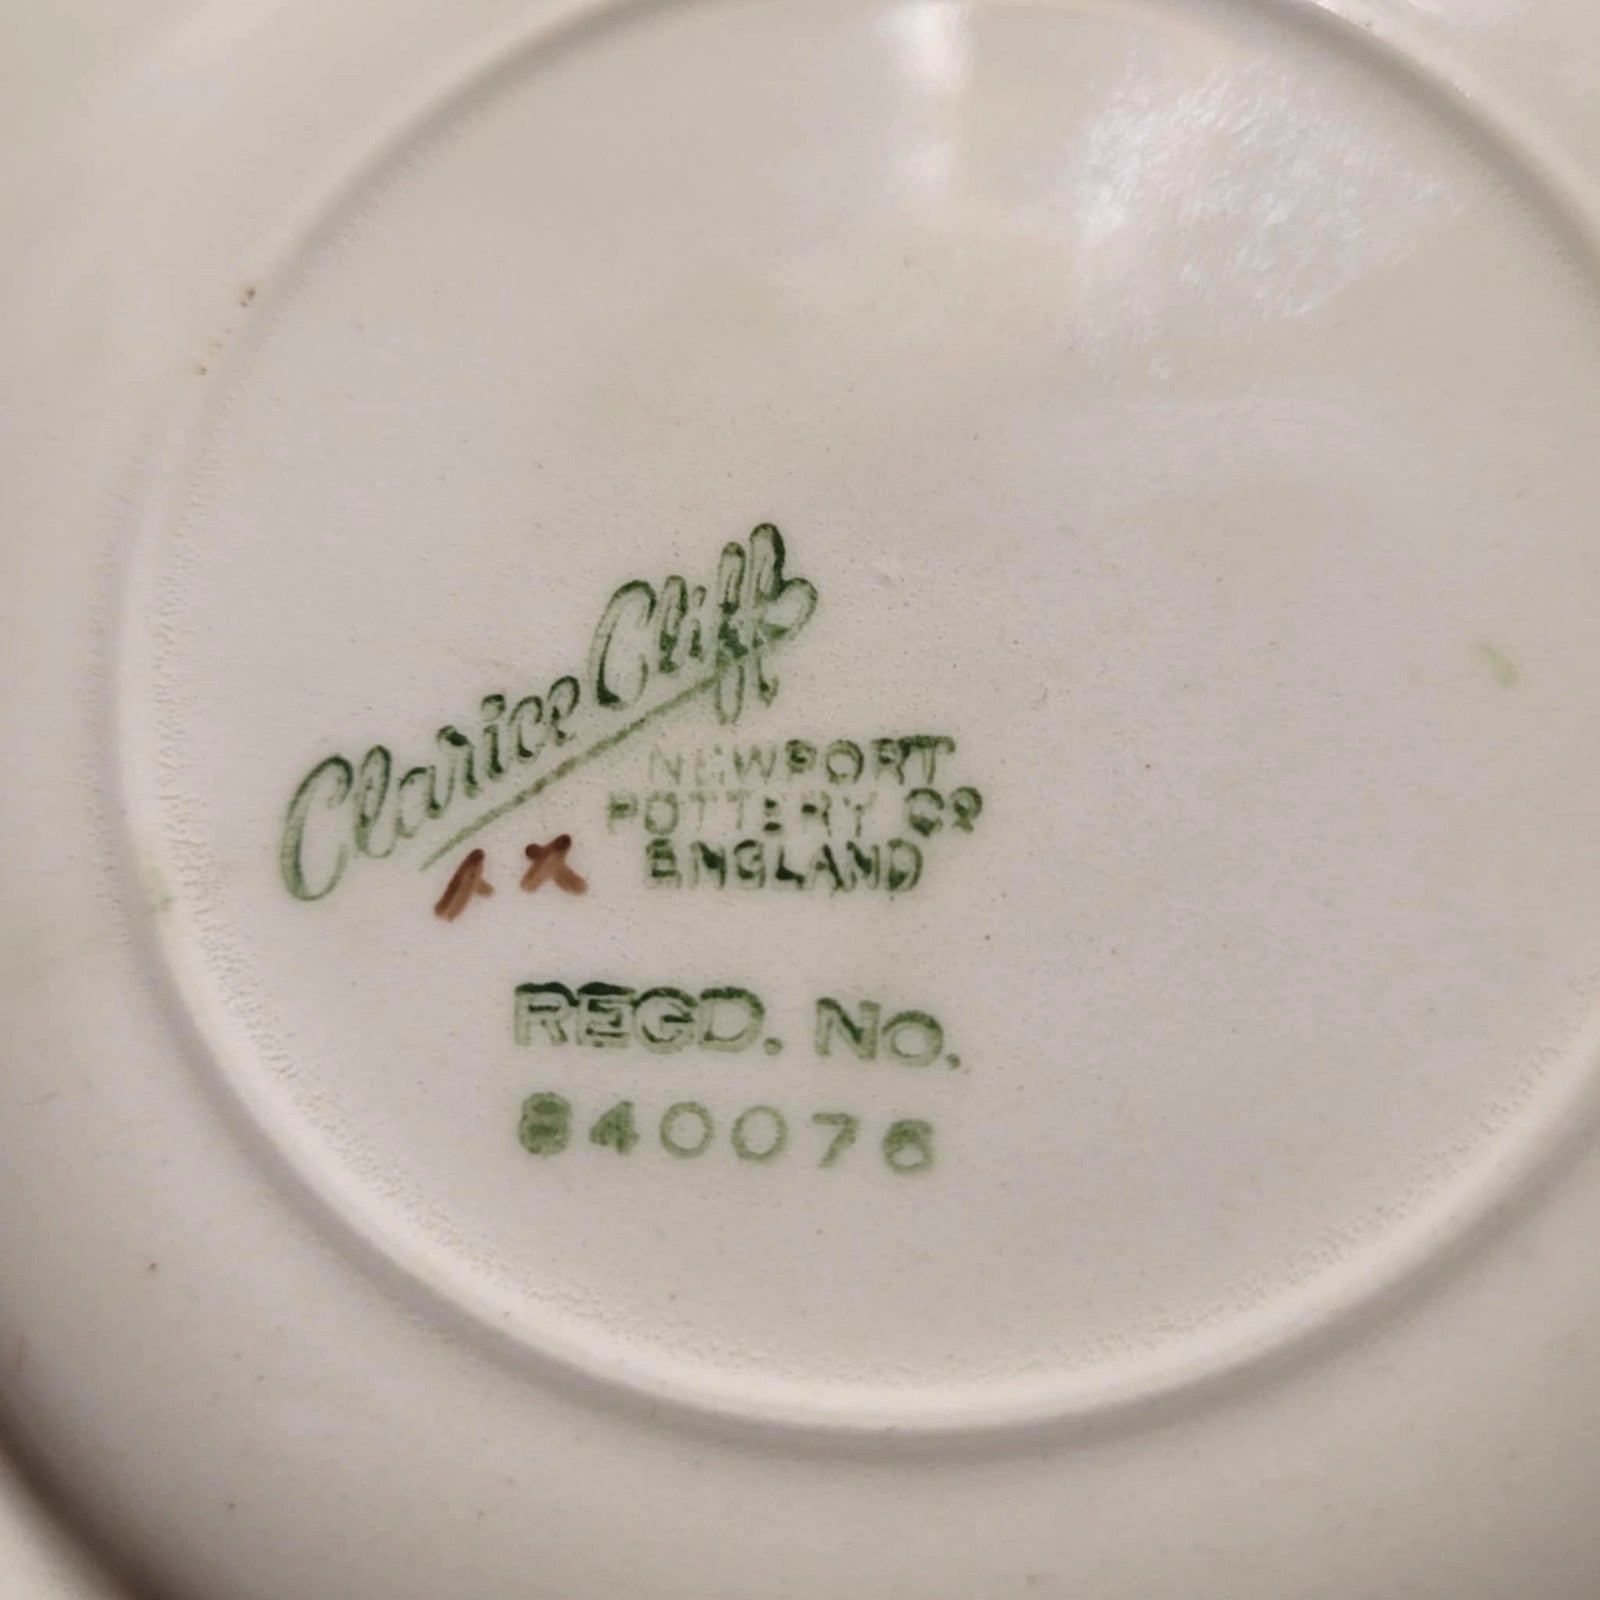 Clarice Cliff
NEWPORT
POTTERY Co
ENGLAND
REGD. No.
840076